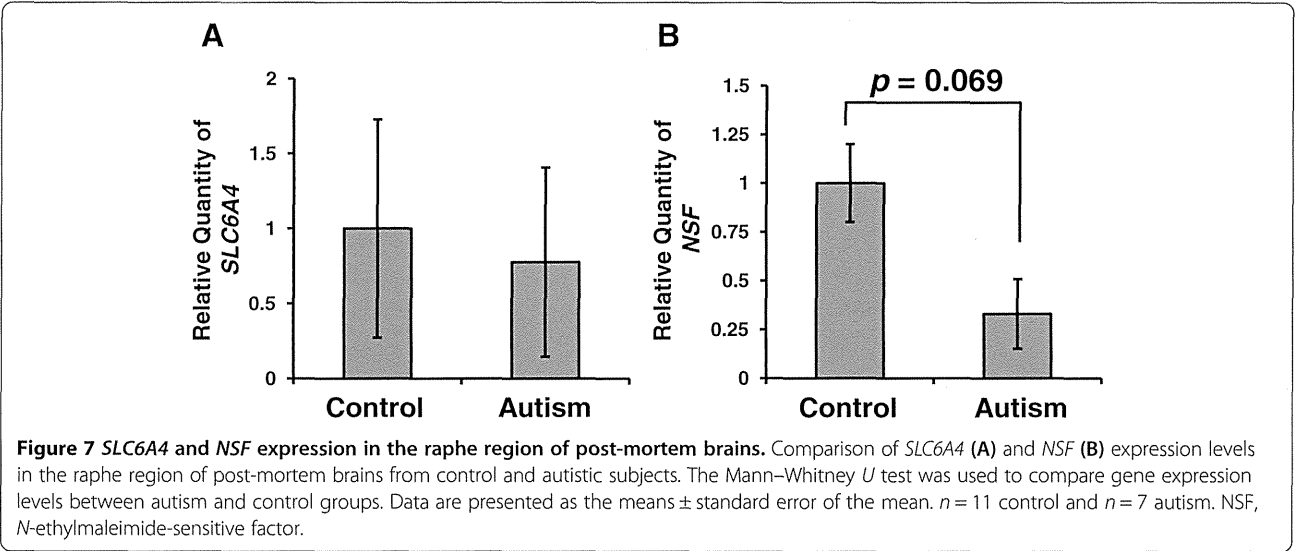 A
Relative Quantity of
SLC6A4
2
1.5
1
0.5
0
Control
Autism
B
Relative Quantity of
NSF
1.5
1.25
1
0.75
0.5
0.25
0
p = 0.069
Control
Autism
Figure 7 SLC6A4 and NSF expression in the raphe region of post-mortem brains. Comparison of SLC6A4 (A) and NSF (B) expression levels
in the raphe region of post-mortem brains from control and autistic subjects. The Mann–Whitney U test was used to compare gene expression
levels between autism and control groups. Data are presented as the means ± standard error of the mean. n = 11 control and n = 7 autism. NSF,
N-ethylmaleimide-sensitive factor.